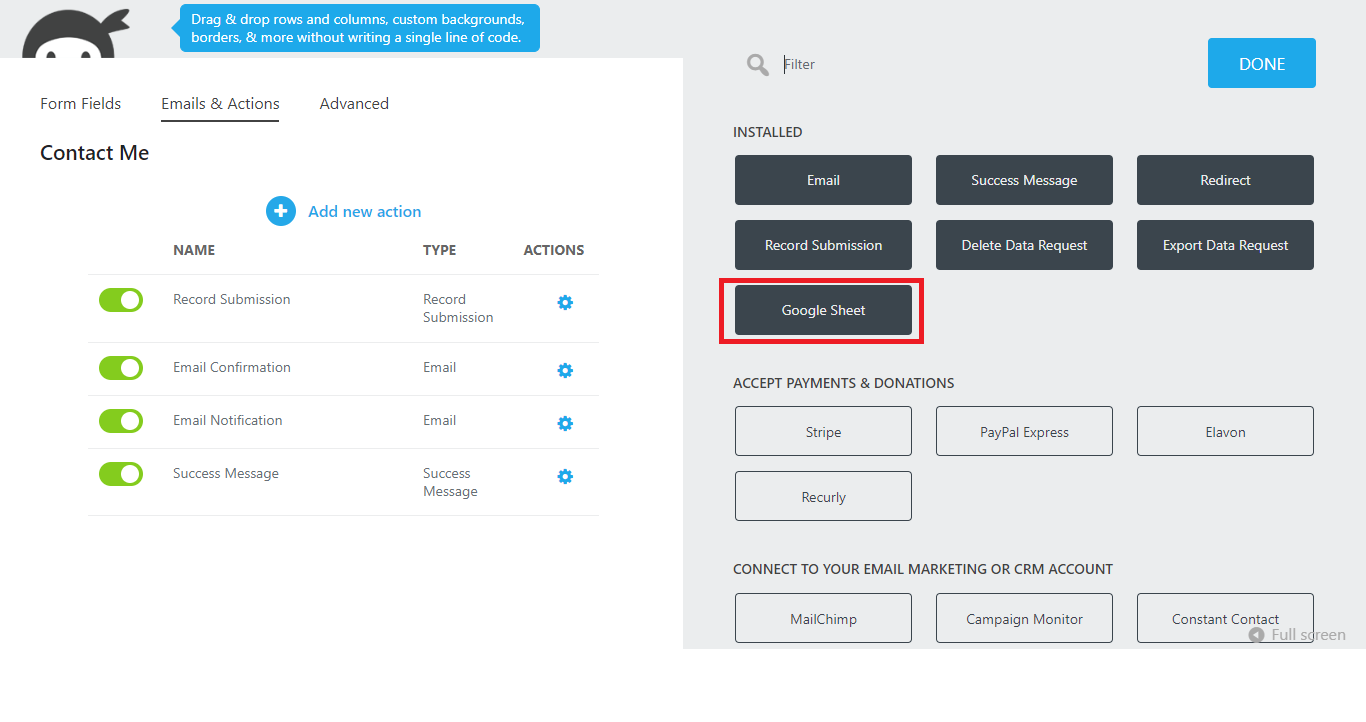 Drag & drop rows and columns, custom backgrounds,
borders, & more without writing a single line of code.
Form Fields
Emails & Actions
Advanced
Contact Me
Add new action
NAME TYPE ACTIONS
Record Submission Record
Submission
Email Confirmation Email
Email Notification Email
Success Message Success
Message
Filter
DONE
INSTALLED
Email
Success Message
Redirect
Record Submission
Delete Data Request
Export Data Request
Google Sheet
ACCEPT PAYMENTS & DONATIONS
Stripe
PayPal Express
Elavon
Recurly
CONNECT TO YOUR EMAIL MARKETING OR CRM ACCOUNT
MailChimp
Campaign Monitor
Constant Contact
Full screen